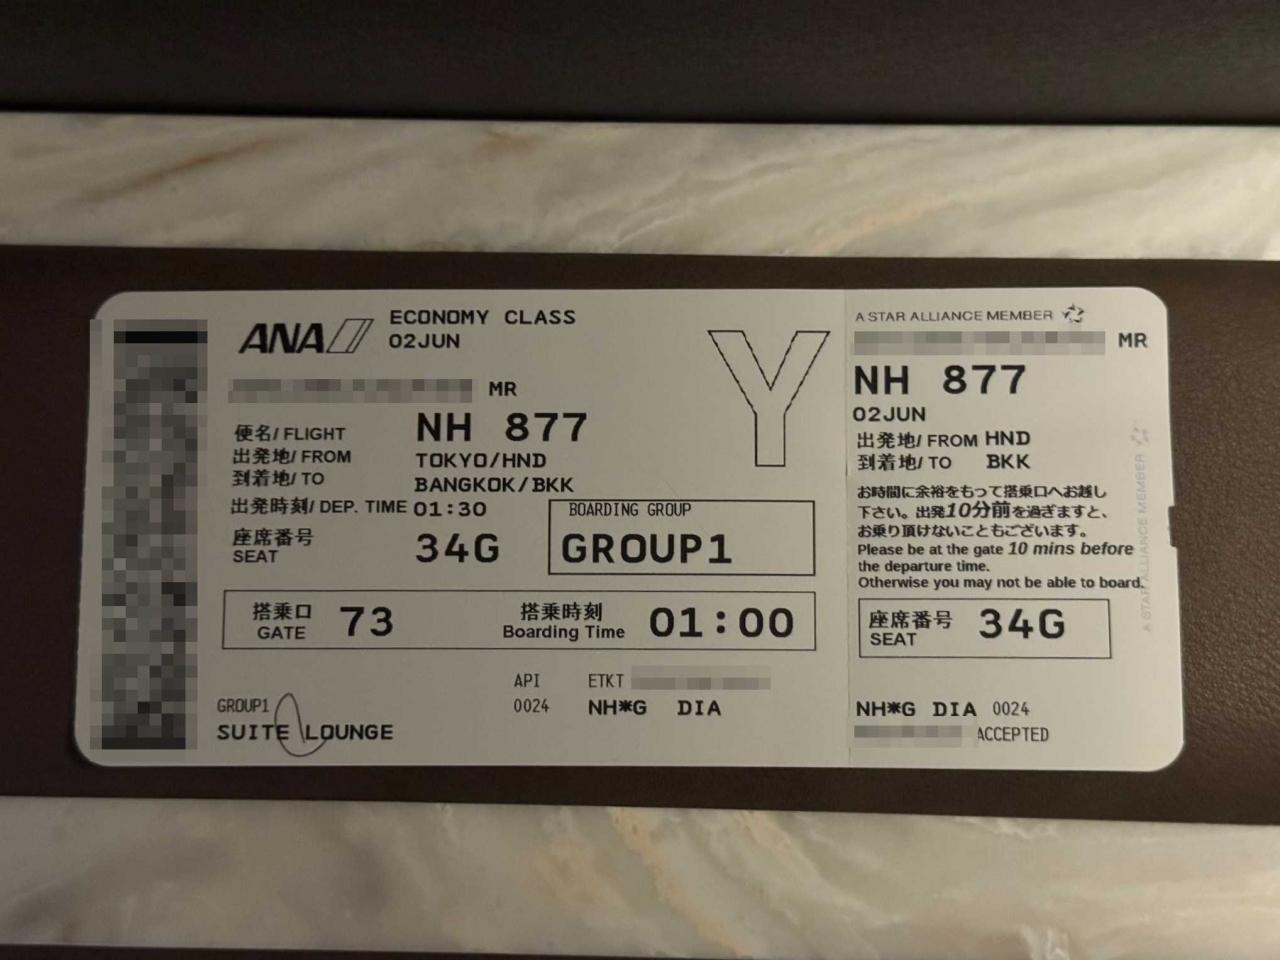 ANA
ECONOMY CLASS
02JUN
MR
便名/ FLIGHT NH 877
出発地/ FROM TOKYO/HND
到着地/ TO BANGKOK/BKK
出発時刻/ DEP. TIME 01:30
座席番号
SEAT
34G
BOARDING GROUP
GROUP1
Y
搭乗口
GATE
73
搭乗時刻
Boarding Time
01:00
API
0024
ETKT
NH*G DIA
GROUP1
SUITE LOUNGE
A STAR ALLIANCE MEMBER
MR
NH 877
02JUN
出発地/ FROM HND
到着地/ TO BKK
お時間に余裕をもって搭乗口へお越し
下さい。出発10分前を過ぎますと、
お乗り頂けないこともございます。
Please be at the gate 10 mins before
the departure time.
Otherwise you may not be able to board.
座席番号
SEAT
34G
NH*G DIA 0024
ACCEPTED
A STAR ALLIANCE MEMBER